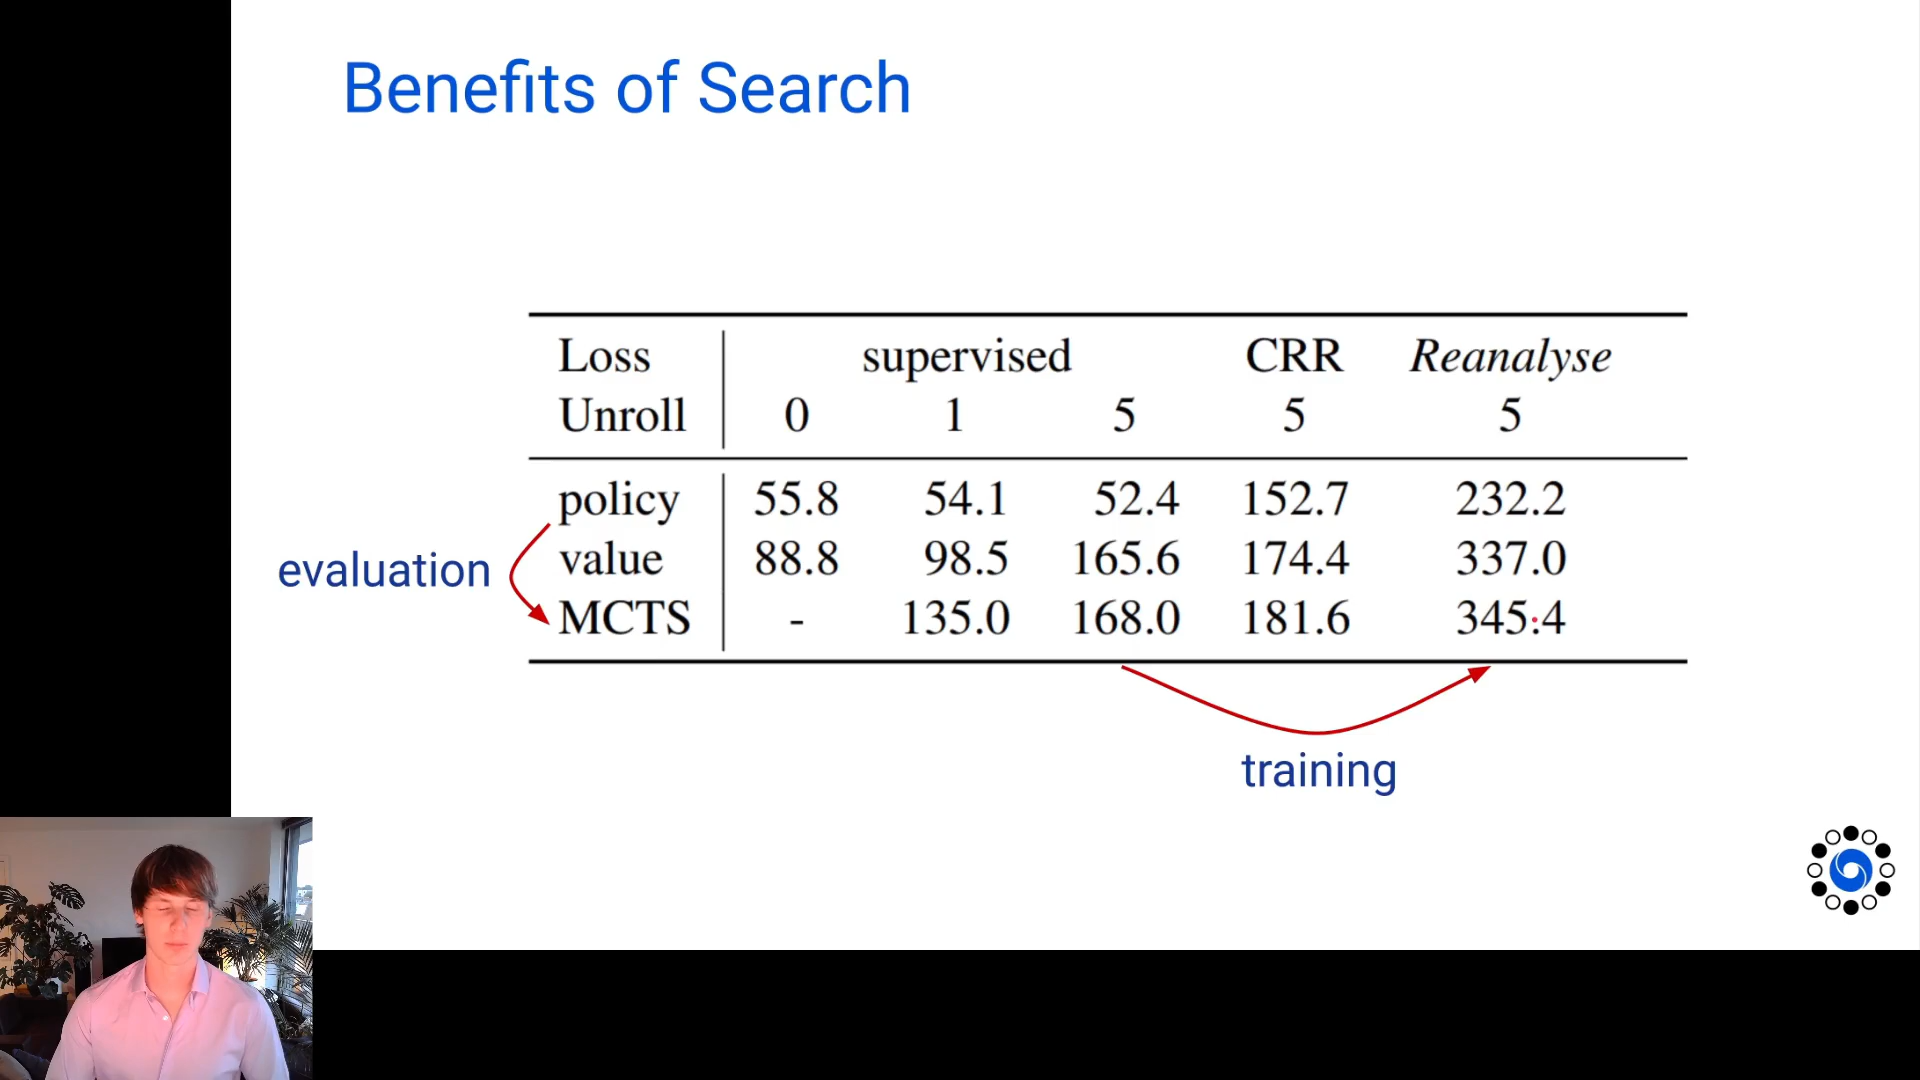 Benefits of Search
Loss supervised CRR Reanalyse
Unroll 0 1 5 5 5
policy 55.8 54.1 52.4 152.7 232.2
value 88.8 98.5 165.6 174.4 337.0
evaluation
MCTS - 135.0 168.0 181.6 345.4
training